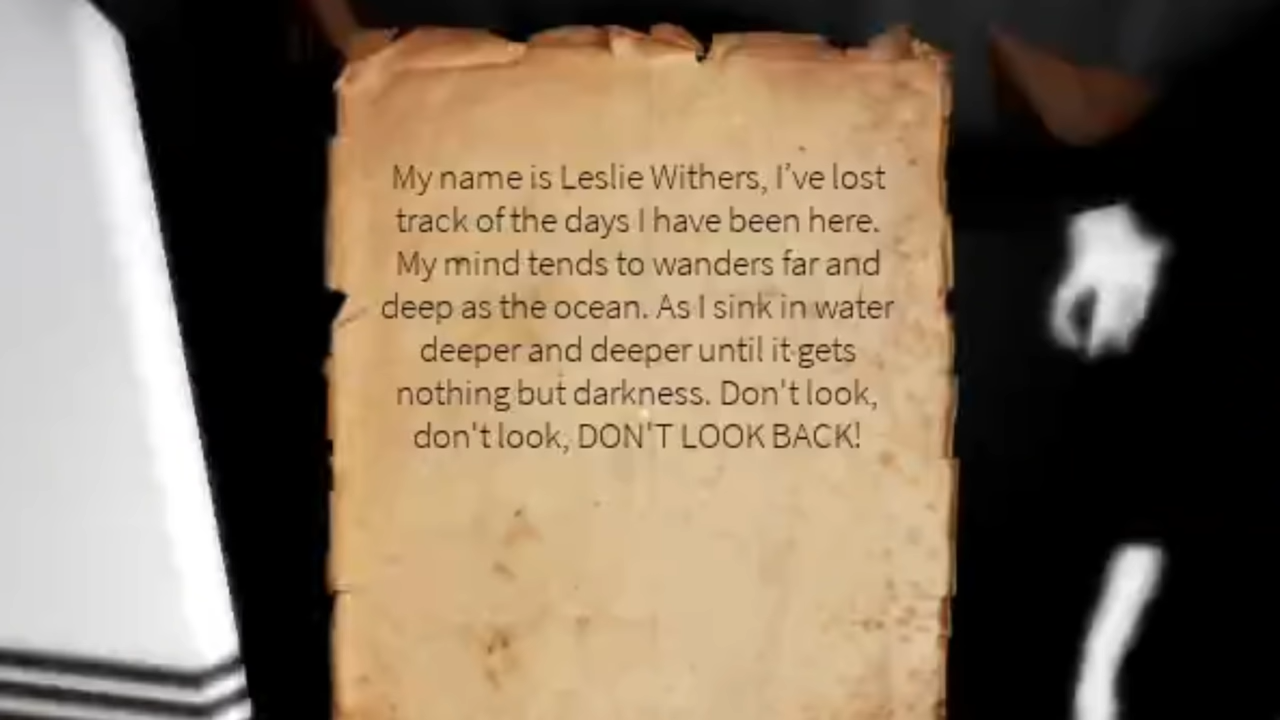 My name is Leslie Withers, I've lost
track of the days I have been here.
My mind tends to wanders far and
deep as the ocean. As I sink in water
deeper and deeper until it gets
nothing but darkness. Don't look,
don't look, DON'T LOOK BACK!